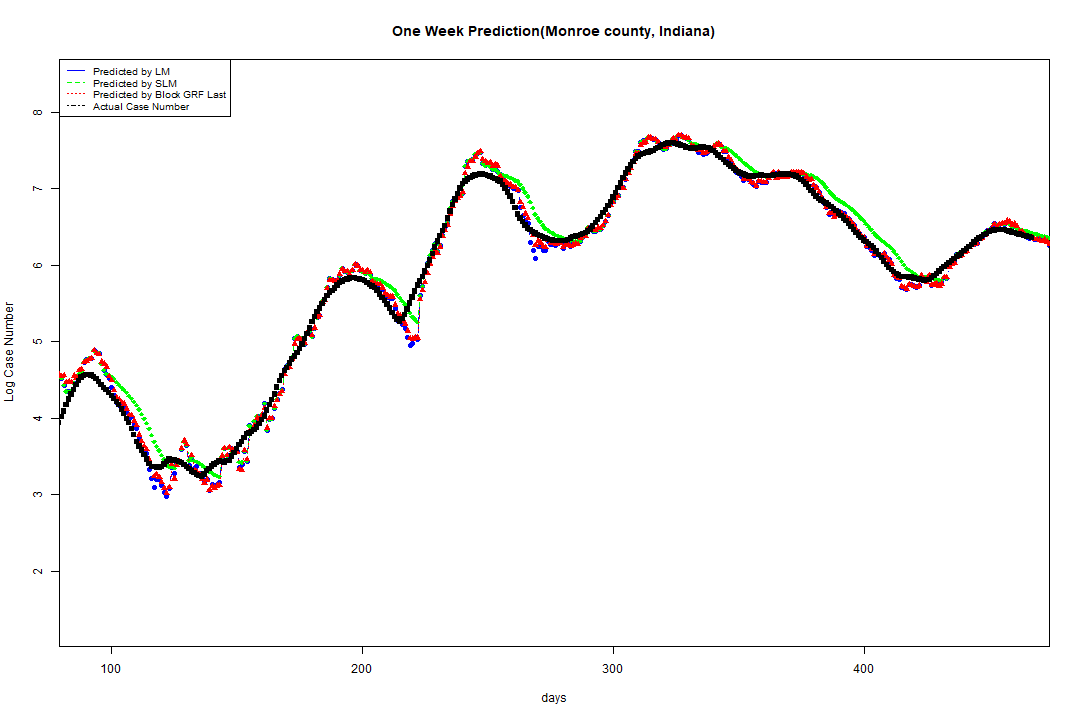 One Week Prediction(Monroe county, Indiana)
Predicted by LM
Predicted by SLM
Predicted by Block GRF Last
Actual Case Number
8
7
6
5
4
3
2
Log Case Number
100 200 300 400
days